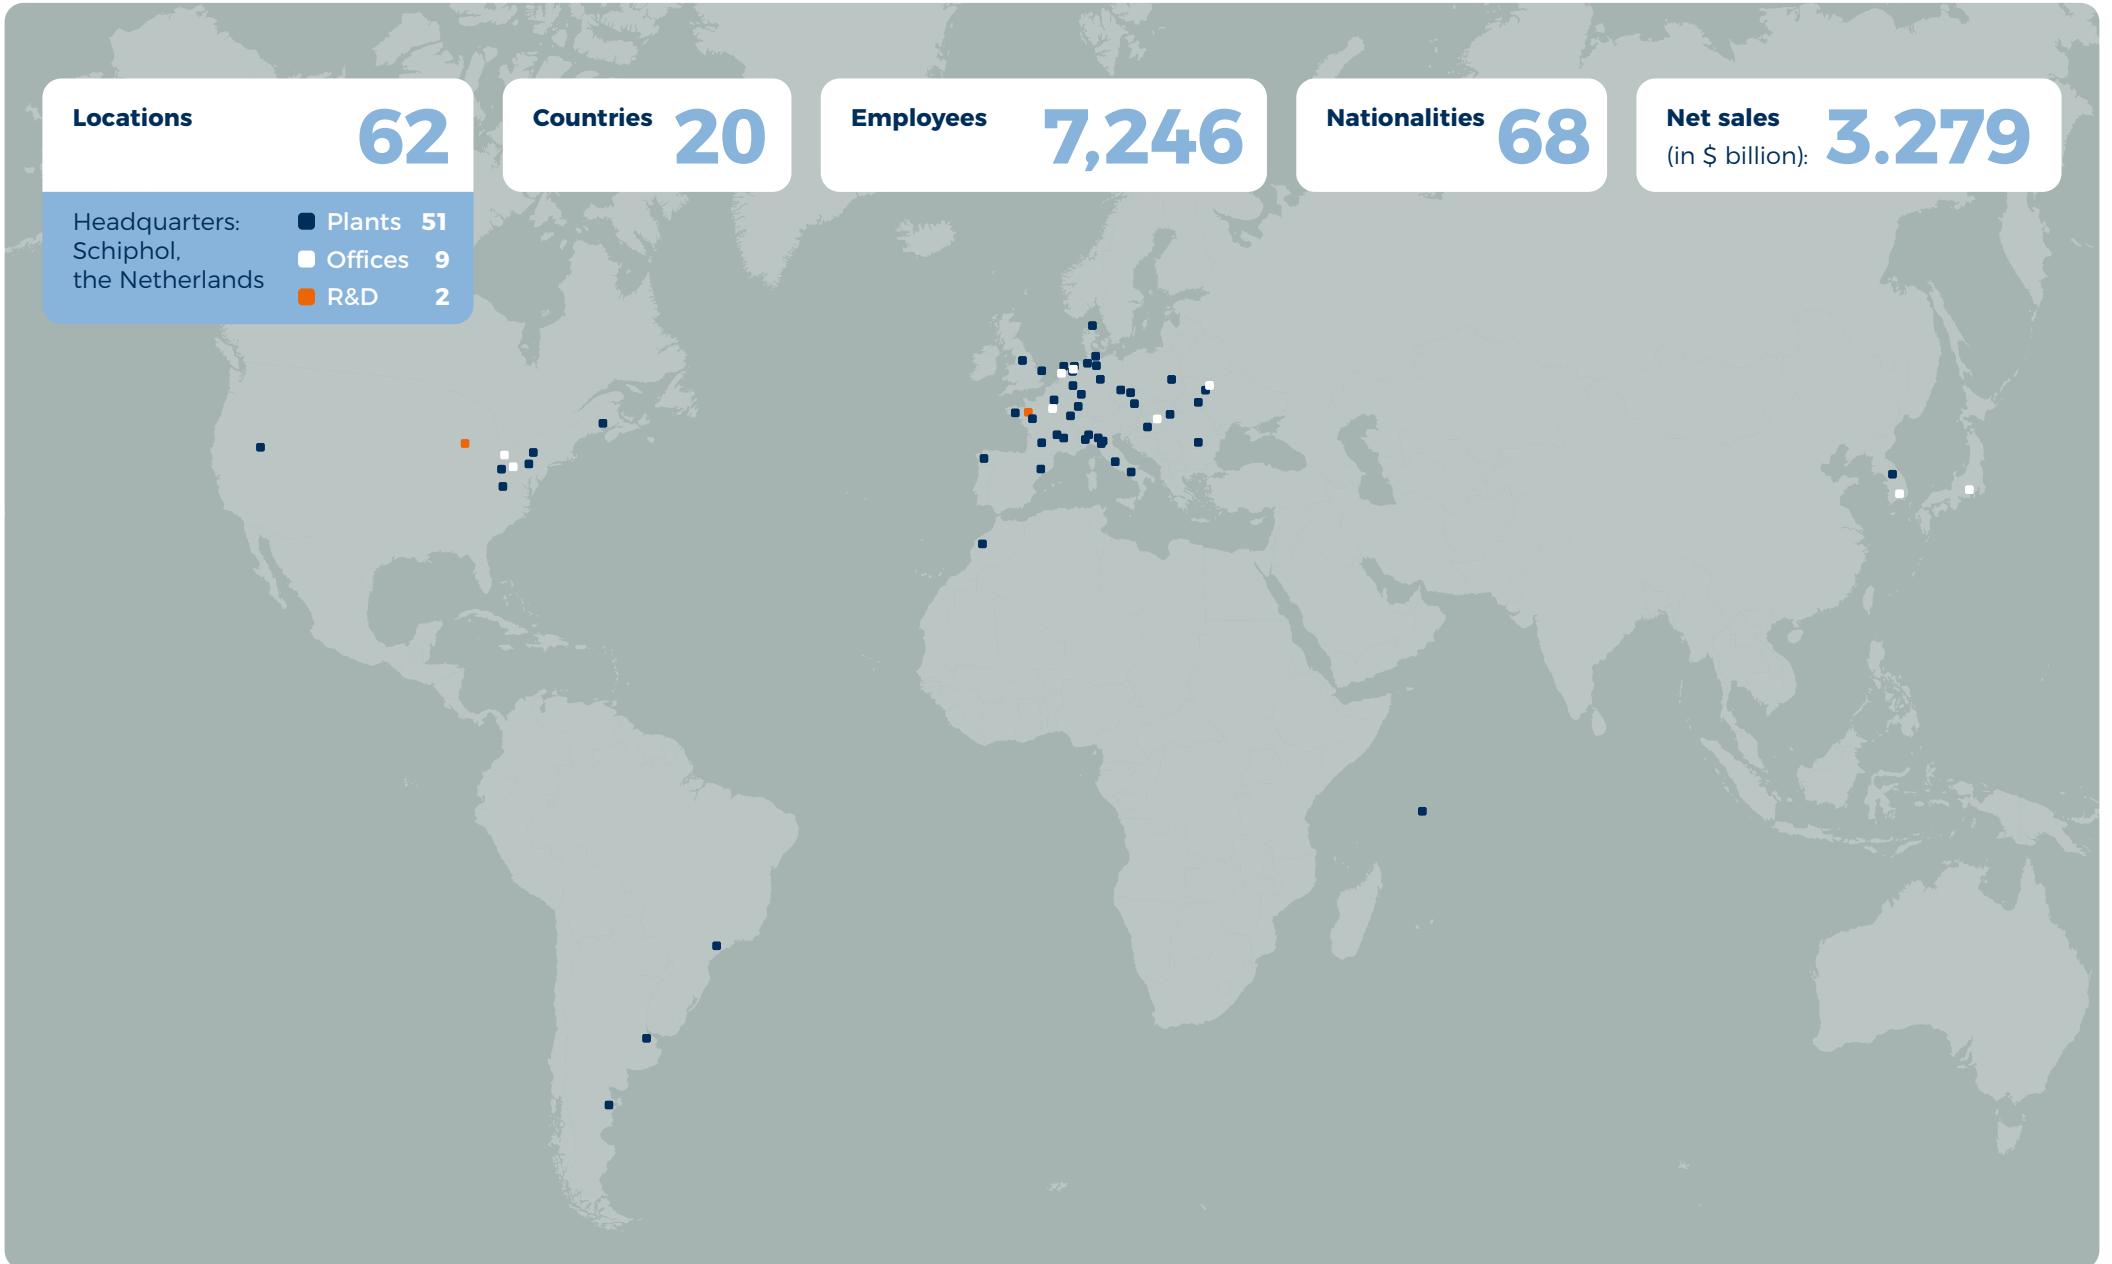 Locations 62
Headquarters:
Schiphol,
the Netherlands
Plants 51
Offices 9
R&D 2
Countries 20
Employees 7,246
Nationalities 68
Net sales
(in $ billion): 3.279